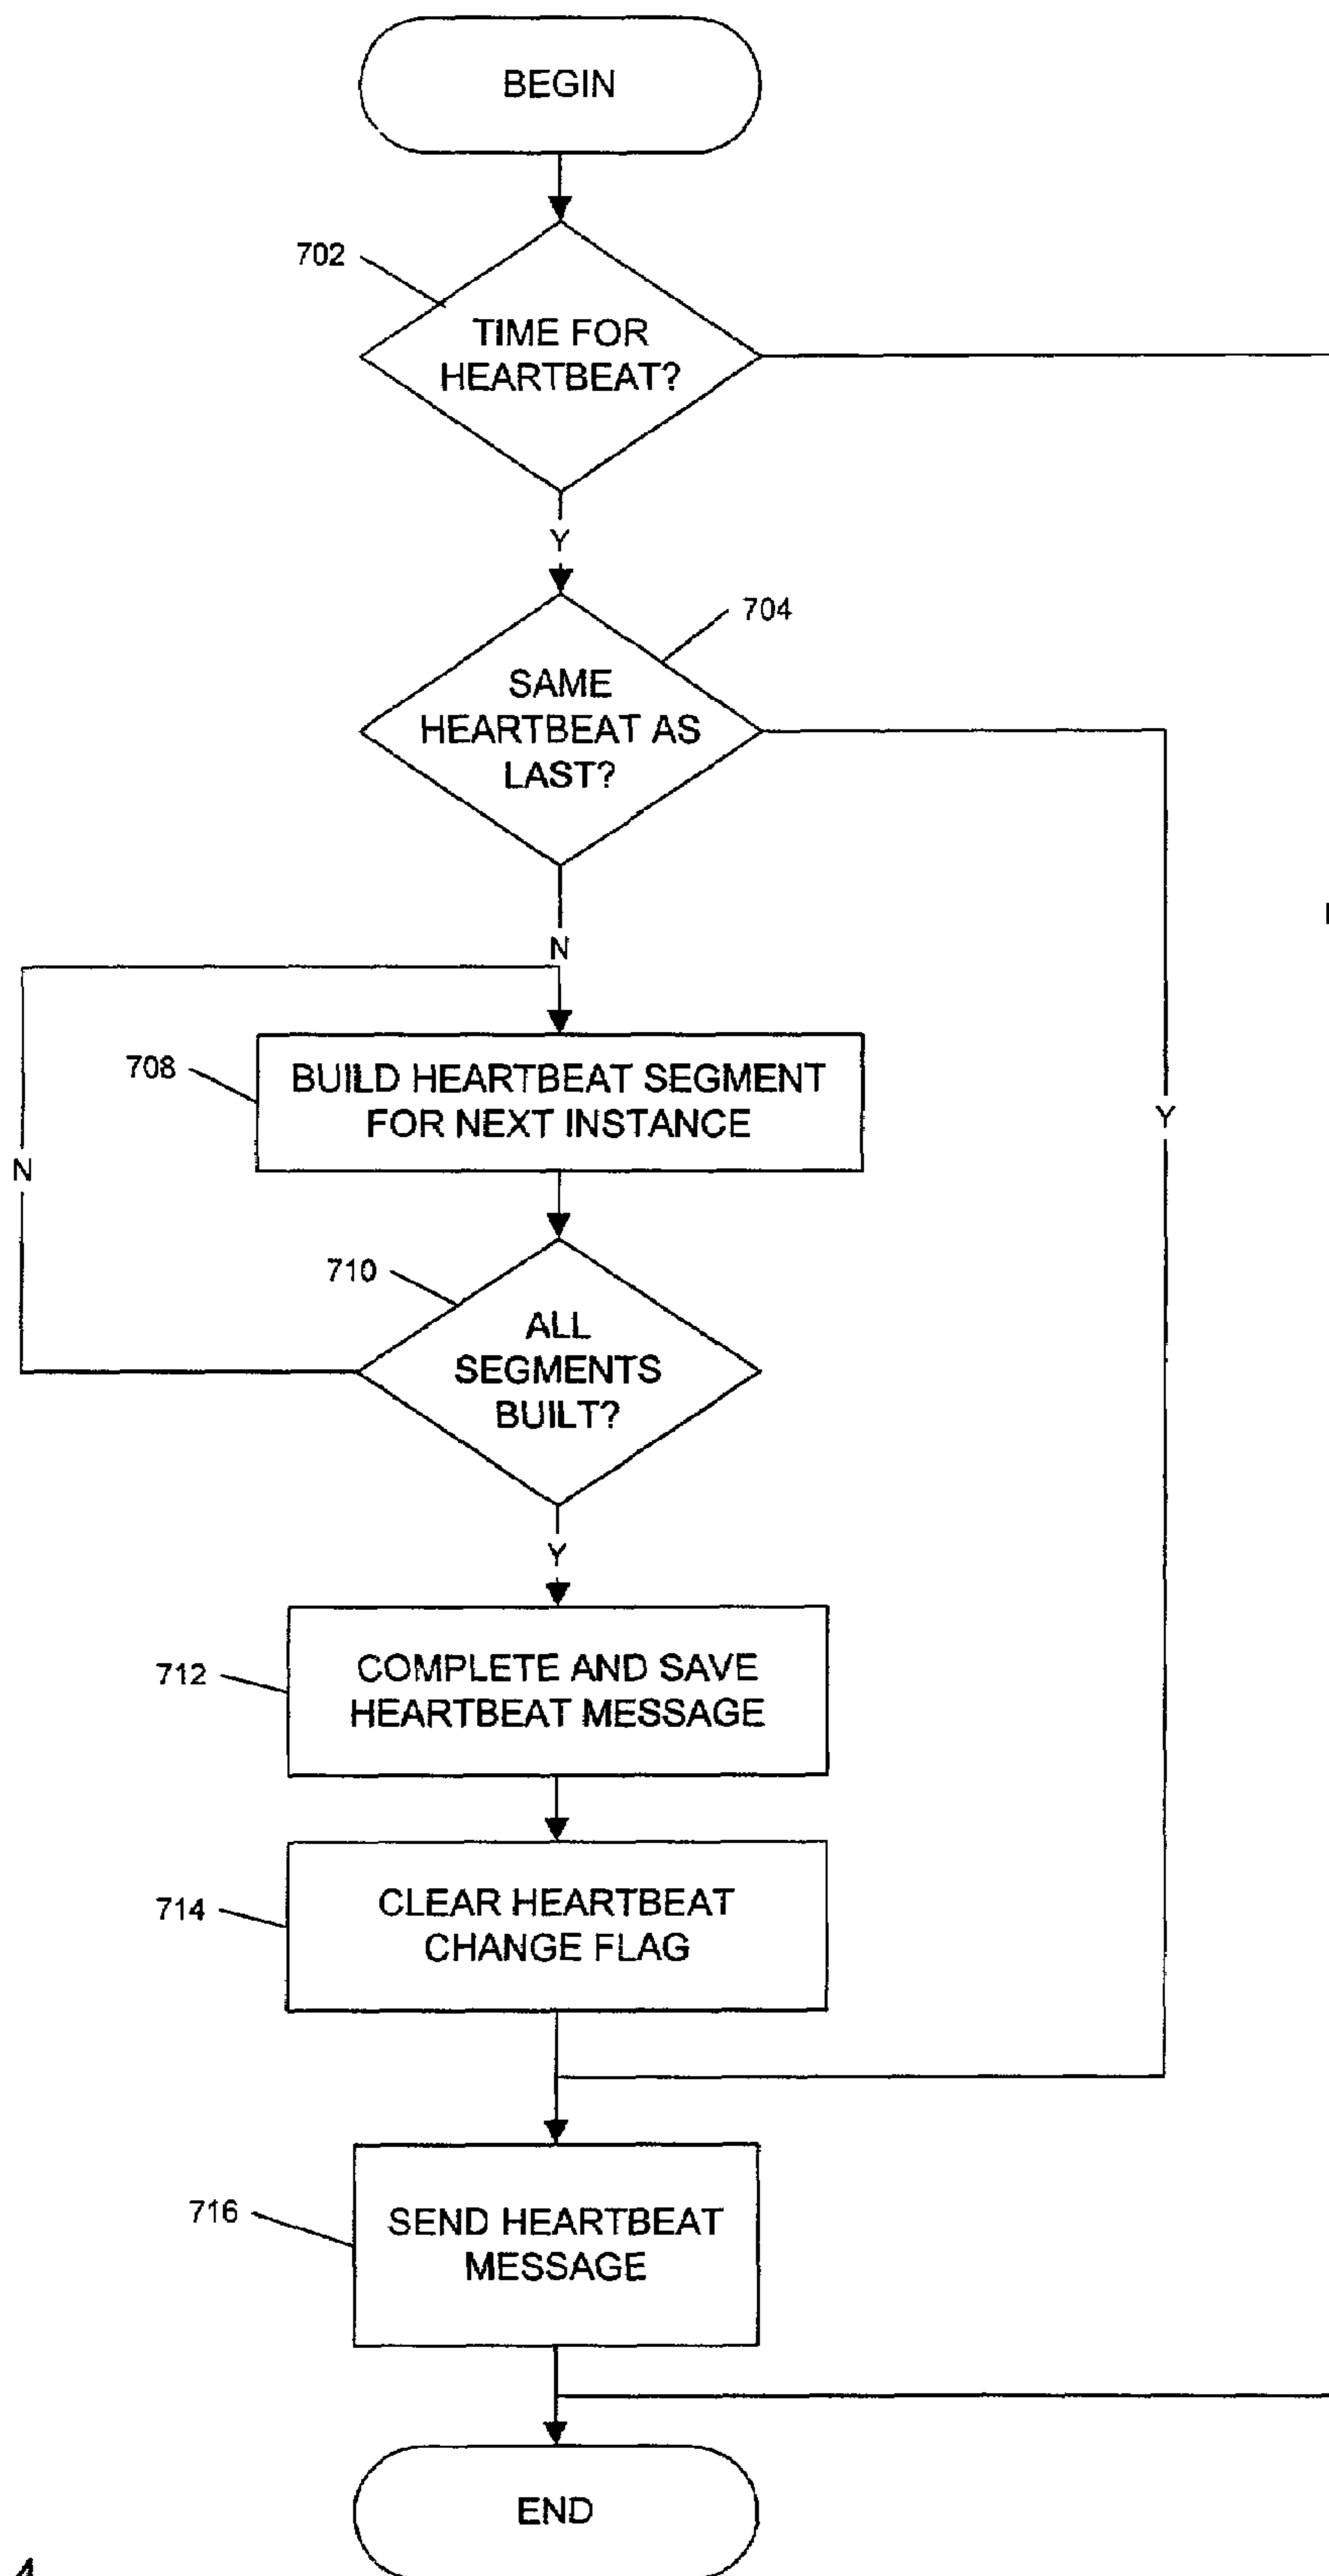 BEGIN
702
TIME FOR
HEARTBEAT?
Y
704
SAME
HEARTBEAT AS
LAST?
N
708
BUILD HEARTBEAT SEGMENT
FOR NEXT INSTANCE
Y
N
710
ALL
SEGMENTS
BUILT?
Y
712
COMPLETE AND SAVE
HEARTBEAT MESSAGE
714
CLEAR HEARTBEAT
CHANGE FLAG
716
SEND HEARTBEAT
MESSAGE
END